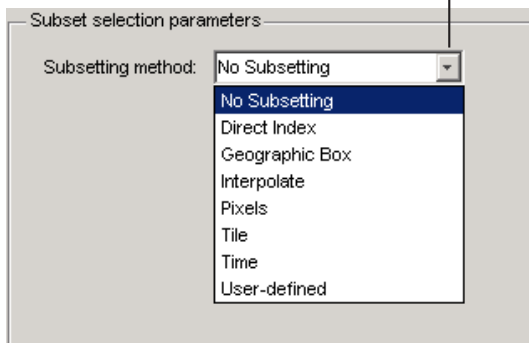 Subset selection parameters
Subsetting method: No Subsetting
No Subsetting
Direct Index
Geographic Box
Interpolate
Pixels
Tile
Time
User-defined